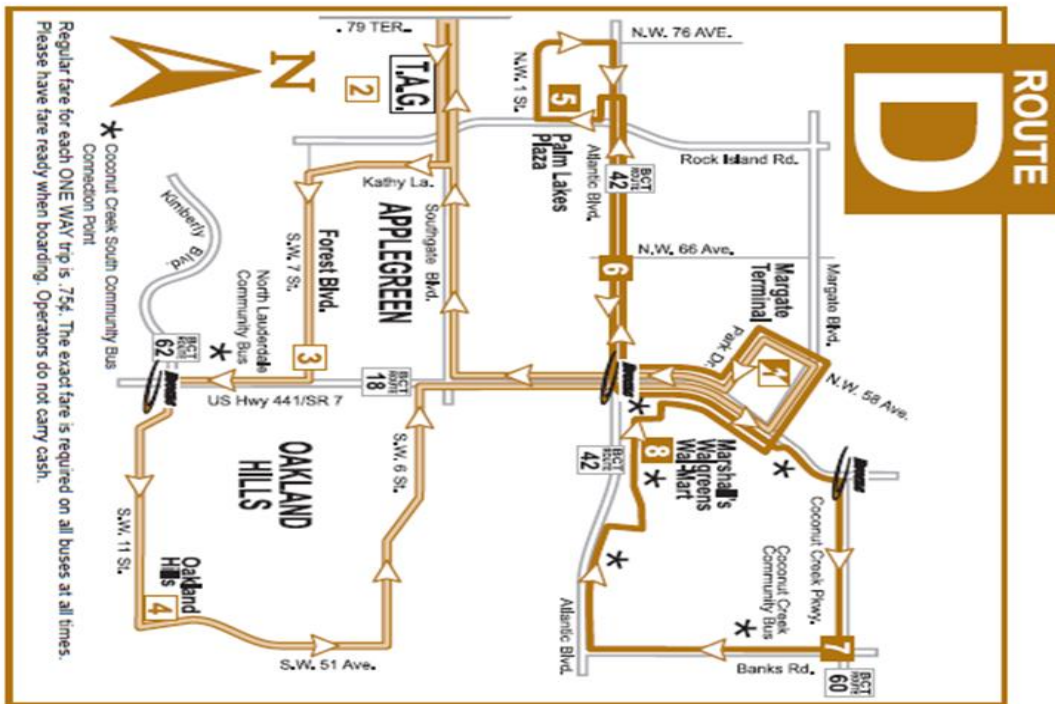 ROUTE
D
N.W. 76 AVE.
Rock Island Rd.
Margate Blvd.
N.W. 66 Ave.
Margate
Terminal
Park Dr.
N.W. 58 Ave.
Breeze
Coconut Creek Pkwy.
7
BCT
ROUTE
60
Coconut Creek
Community Bus
Banks Rd.
N.W. 1 St.
5
Palm Lakes
Plaza
Atlantic Blvd.
BCT
ROUTE
42
6
Breeze
Marshall's
Walgreens
Wal-Mart
8
BCT
ROUTE
42
Atlantic Blvd.
79 TER.
T.A.G.
2
N
Kathy La.
APPLEGREEN
Southgate Blvd.
Forest Blvd.
S.W. 7 St.
3
North Lauderdale
Community Bus
BCT
ROUTE
18
US Hwy 441/SR 7
BCT
ROUTE
62
Breeze
Kimberly Blvd.
S.W. 6 St.
OAKLAND
HILLS
S.W. 11 St.
Oakland
Hills
4
S.W. 51 Ave.
* Coconut Creek South Community Bus
Connection Point
Regular fare for each ONE WAY trip is .75¢. The exact fare is required on all buses at all times.
Please have fare ready when boarding. Operators do not carry cash.